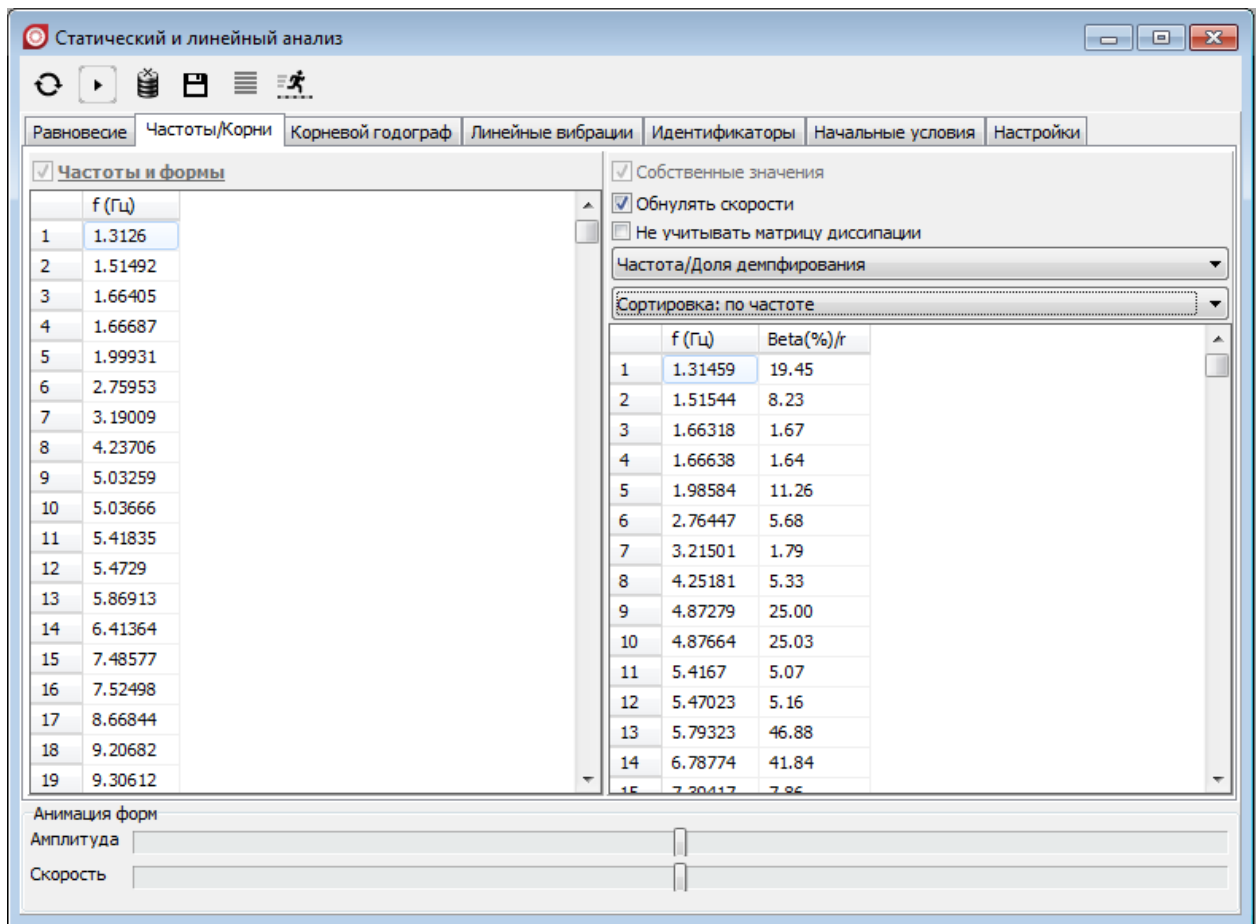 Статический и линейный анализ
Равновесие Частоты/Корни Корневой годограф Линейные вибрации Идентификаторы Начальные условия Настройки
Частоты и формы
f (Гц)
1 1.3126
2 1.51492
3 1.66405
4 1.66687
5 1.99931
6 2.75953
7 3.19009
8 4.23706
9 5.03259
10 5.03666
11 5.41835
12 5.4729
13 5.86913
14 6.41364
15 7.48577
16 7.52498
17 8.66844
18 9.20682
19 9.30612
Собственные значения
Обнулять скорости
Не учитывать матрицу диссипации
Частота/Доля демпфирования
Сортировка: по частоте
f (Гц) Beta(%)/r
1 1.31459 19.45
2 1.51544 8.23
3 1.66318 1.67
4 1.66638 1.64
5 1.98584 11.26
6 2.76447 5.68
7 3.21501 1.79
8 4.25181 5.33
9 4.87279 25.00
10 4.87664 25.03
11 5.4167 5.07
12 5.47023 5.16
13 5.79323 46.88
14 6.78774 41.84
15 7.39417 7.86
Анимация форм
Амплитуда
Скорость